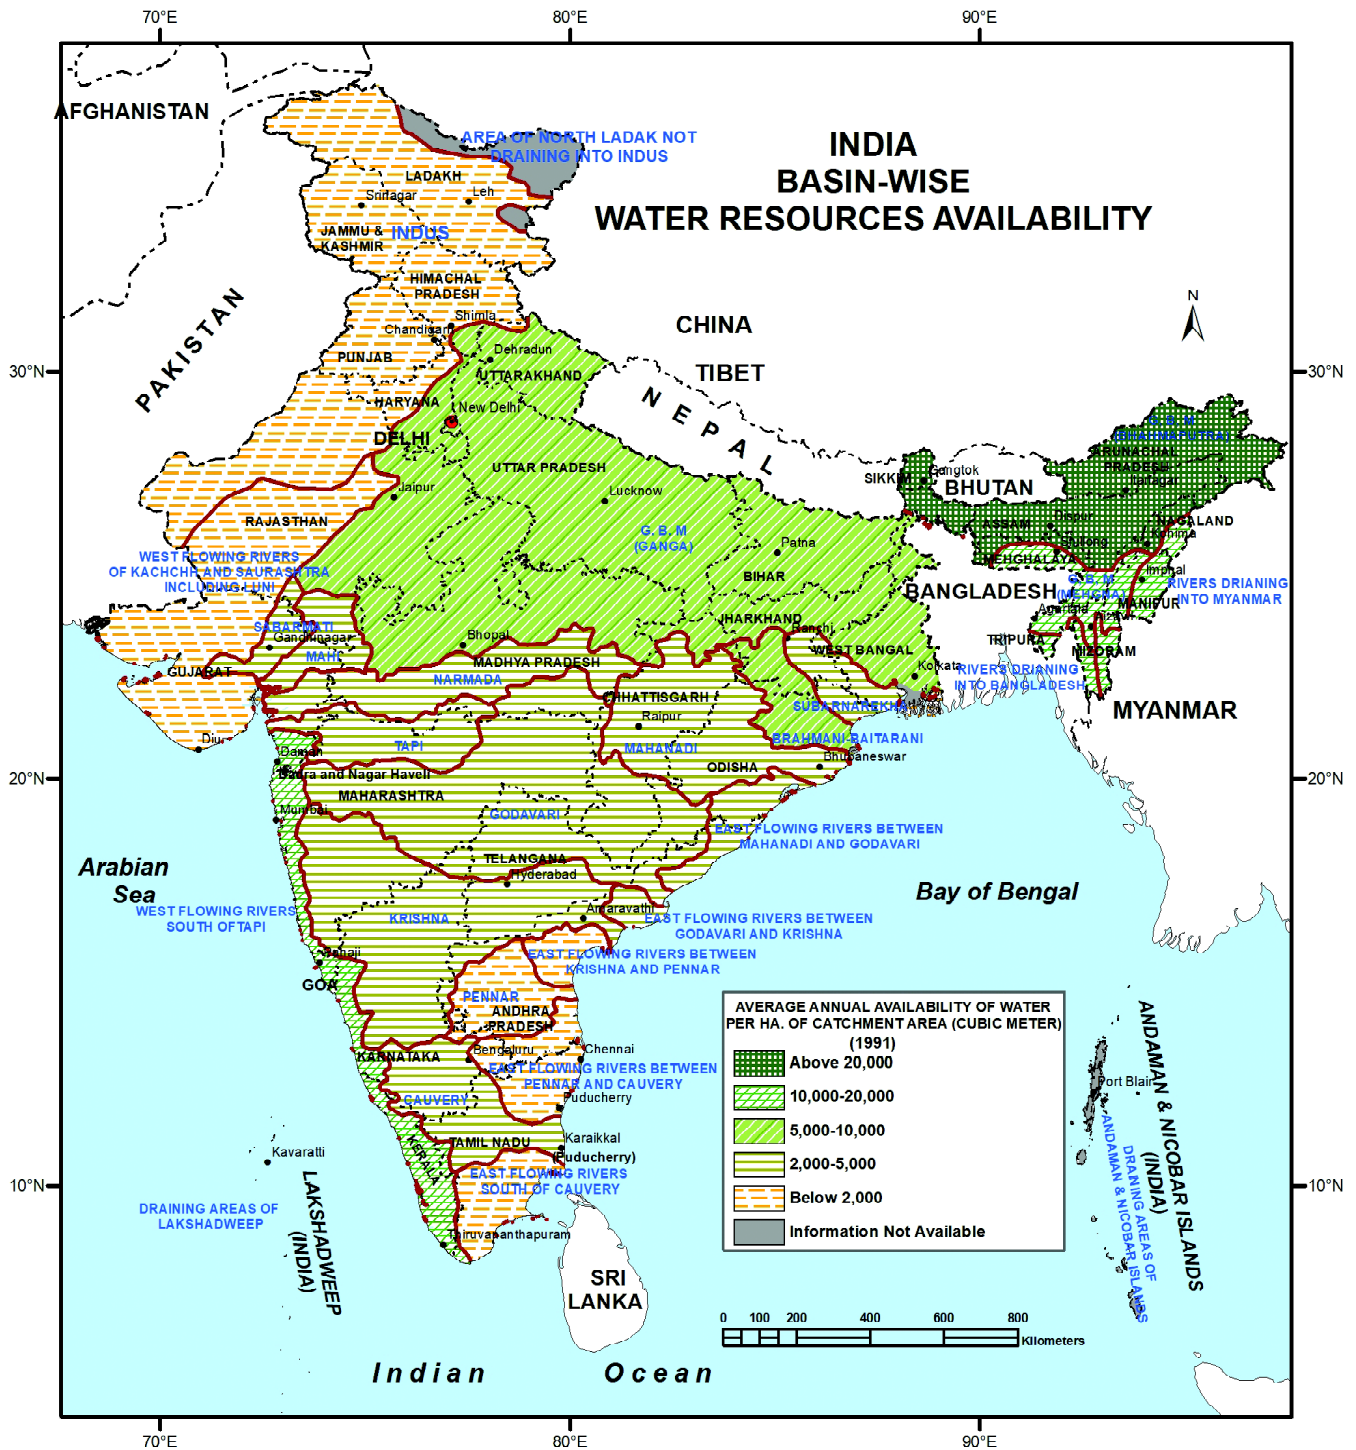 70°E
80°E
90°E
AFGHANISTAN
AREA OF NORTH LADAK NOT
DRAINING INTO INDUS
INDIA
BASIN-WISE
WATER RESOURCES AVAILABILITY
LADAKH
Srinagar
Leh
JAMMU &
KASHMIR
INDUS
HIMACHAL
PRADESH
N
Shimla
Chandigarh
CHINA
PAKISTAN
PUNJAB
Dehradun
30°N
30°N
TIBET
UTTARAKHAND
NEPAL
HARYANA
New Delhi
DELHI
G. B. M
(BRAHMAPUTRA)
ARUNACHAL
PRADESH
UTTAR PRADESH
Gangtok
SIKKIM
BHUTAN
Itanagar
Jaipur
Lucknow
RAJASTHAN
ASSAM
Dispur
NAGALAND
Kohima
G. B. M
(GANGA)
Patna
Shillong
MEHGHALAYA
WEST FLOWING RIVERS
OF KACHCHH AND SAURASHTRA
INCLUDING LUNI
BIHAR
BANGLADESH
G. B. M
(MEHGNA)
Imphal
MANIPUR
RIVERS DRIANING
INTO MYANMAR
Agartala
Aizawl
SABARMATI
Gandhinagar
JHARKHAND
Ranchi
TRIPURA
MIZORAM
Bhopal
MAHI
MADHYA PRADESH
WEST BANGAL
GUJARAT
NARMADA
Kolkata
RIVERS DRIANING
INTO BANGLADESH
CHHATTISGARH
SUBARNAREKHA
MYANMAR
Raipur
Diu
TAPI
MAHANADI
BRAHMANI-BAITARANI
Daman
Bhubaneswar
ODISHA
20°N
20°N
Dadra and Nagar Haveli
MAHARASHTRA
Mumbai
GODAVARI
EAST FLOWING RIVERS BETWEEN
MAHANADI AND GODAVARI
Arabian
Sea
TELANGANA
Hyderabad
Bay of Bengal
WEST FLOWING RIVERS
SOUTH OF TAPI
KRISHNA
Amaravathi
EAST FLOWING RIVERS BETWEEN
GODAVARI AND KRISHNA
Panaji
EAST FLOWING RIVERS BETWEEN
KRISHNA AND PENNAR
GOA
PENNAR
ANDHRA
PRADESH
KARNATAKA
Bengaluru
Chennai
EAST FLOWING RIVERS BETWEEN
PENNAR AND CAUVERY
CAUVERY
Puducherry
KERALA
TAMIL NADU
Karaikkal
(Puducherry)
Kavaratti
EAST FLOWING RIVERS
SOUTH OF CAUVERY
10°N
10°N
DRAINING AREAS OF
LAKSHADWEEP
LAKSHADWEEP
(INDIA)
Thiruvananthapuram
SRI
LANKA
AVERAGE ANNUAL AVAILABILITY OF WATER
PER HA. OF CATCHMENT AREA (CUBIC METER)
(1991)
Above 20,000
10,000-20,000
5,000-10,000
2,000-5,000
Below 2,000
Information Not Available
Port Blair
ANDAMAN & NICOBAR ISLANDS
(INDIA)
DRAINING AREAS OF
ANDAMAN & NICOBAR ISLANDS
0 100 200 400 600 800
Kilometers
Indian Ocean
70°E
80°E
90°E